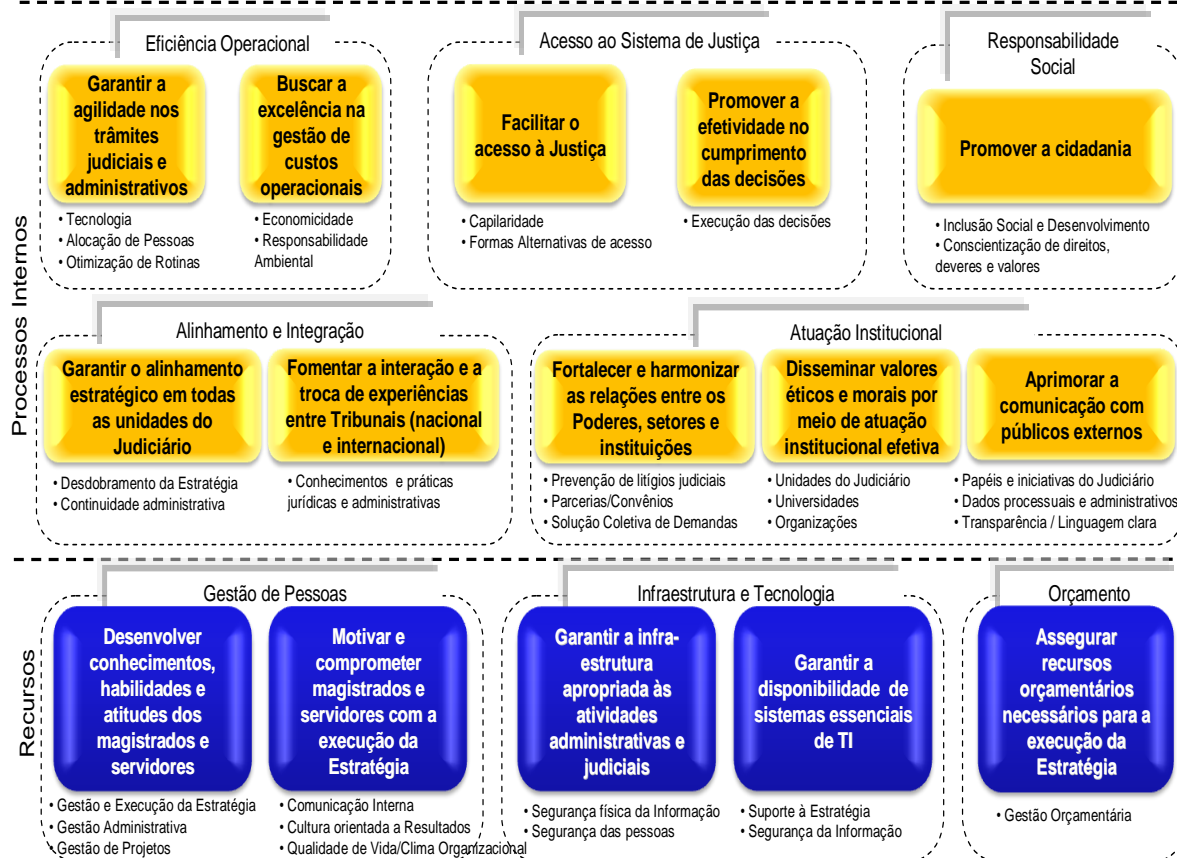 Processos Internos
Eficiência Operacional
Garantir a
agilidade nos
trâmites
judiciais e
administrativos
• Tecnologia
• Alocação de Pessoas
• Otimização de Rotinas
Buscar a
excelência na
gestão de
custos
operacionais
• Economicidade
• Responsabilidade
Ambiental
Acesso ao Sistema de Justiça
Facilitar o
acesso à Justiça
• Capilaridade
• Formas Alternativas de acesso
Promover a
efetividade no
cumprimento
das decisões
• Execução das decisões
Responsabilidade
Social
Promover a cidadania
• Inclusão Social e Desenvolvimento
• Conscientização de direitos,
deveres e valores
Alinhamento e Integração
Garantir o alinhamento
estratégico em todas
as unidades do
Judiciário
• Desdobramento da Estratégia
• Continuidade administrativa
Fomentar a interação e a
troca de experiências
entre Tribunais (nacional
e internacional)
• Conhecimentos e práticas
jurídicas e administrativas
Atuação Institucional
Fortalecer e harmonizar
as relações entre os
Poderes, setores e
instituições
• Prevenção de litígios judiciais
• Parcerias/Convênios
• Solução Coletiva de Demandas
Disseminar valores
éticos e morais por
meio de atuação
institucional efetiva
• Unidades do Judiciário
• Universidades
• Organizações
Aprimorar a
comunicação com
públicos externos
• Papéis e iniciativas do Judiciário
• Dados processuais e administrativos
• Transparência / Linguagem clara
Recursos
Gestão de Pessoas
Desenvolver
conhecimentos,
habilidades e
atitudes dos
magistrados e
servidores
• Gestão e Execução da Estratégia
• Gestão Administrativa
• Gestão de Projetos
Motivar e
comprometer
magistrados e
servidores com a
execução da
Estratégia
• Comunicação Interna
• Cultura orientada a Resultados
• Qualidade de Vida/Clima Organizacional
Infraestrutura e Tecnologia
Garantir a infra-
estrutura
apropriada às
atividades
administrativas e
judiciais
• Segurança física da Informação
• Segurança das pessoas
Garantir a
disponibilidade de
sistemas essenciais
de TI
• Suporte à Estratégia
• Segurança da Informação
Orçamento
Assegurar
recursos
orçamentários
necessários para a
execução da
Estratégia
• Gestão Orçamentária